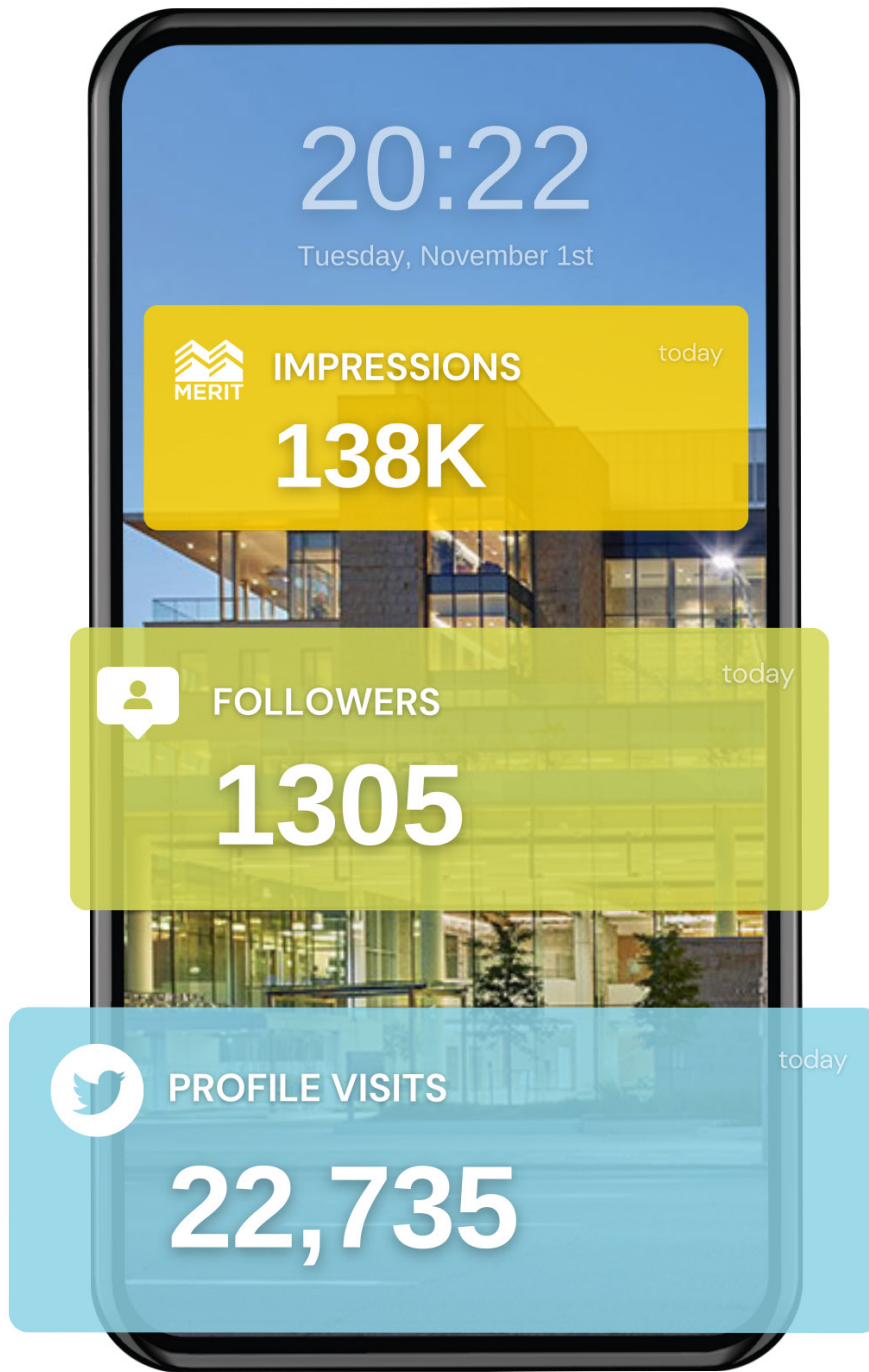 20:22
Tuesday, November 1st
MERIT
IMPRESSIONS
today
138K
FOLLOWERS
today
1305
PROFILE VISITS
today
22,735